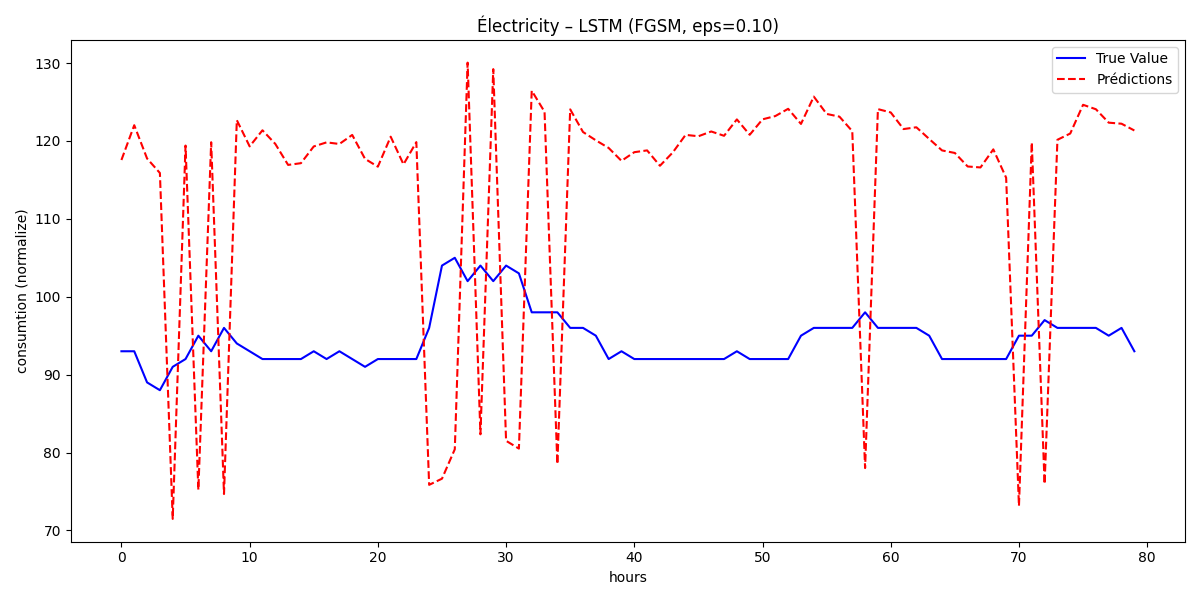 Électricity – LSTM (FGSM, eps=0.10)
True Value
Prédictions
consumtion (normalize)
130
120
110
100
90
80
70
0 10 20 30 40 50 60 70 80
hours